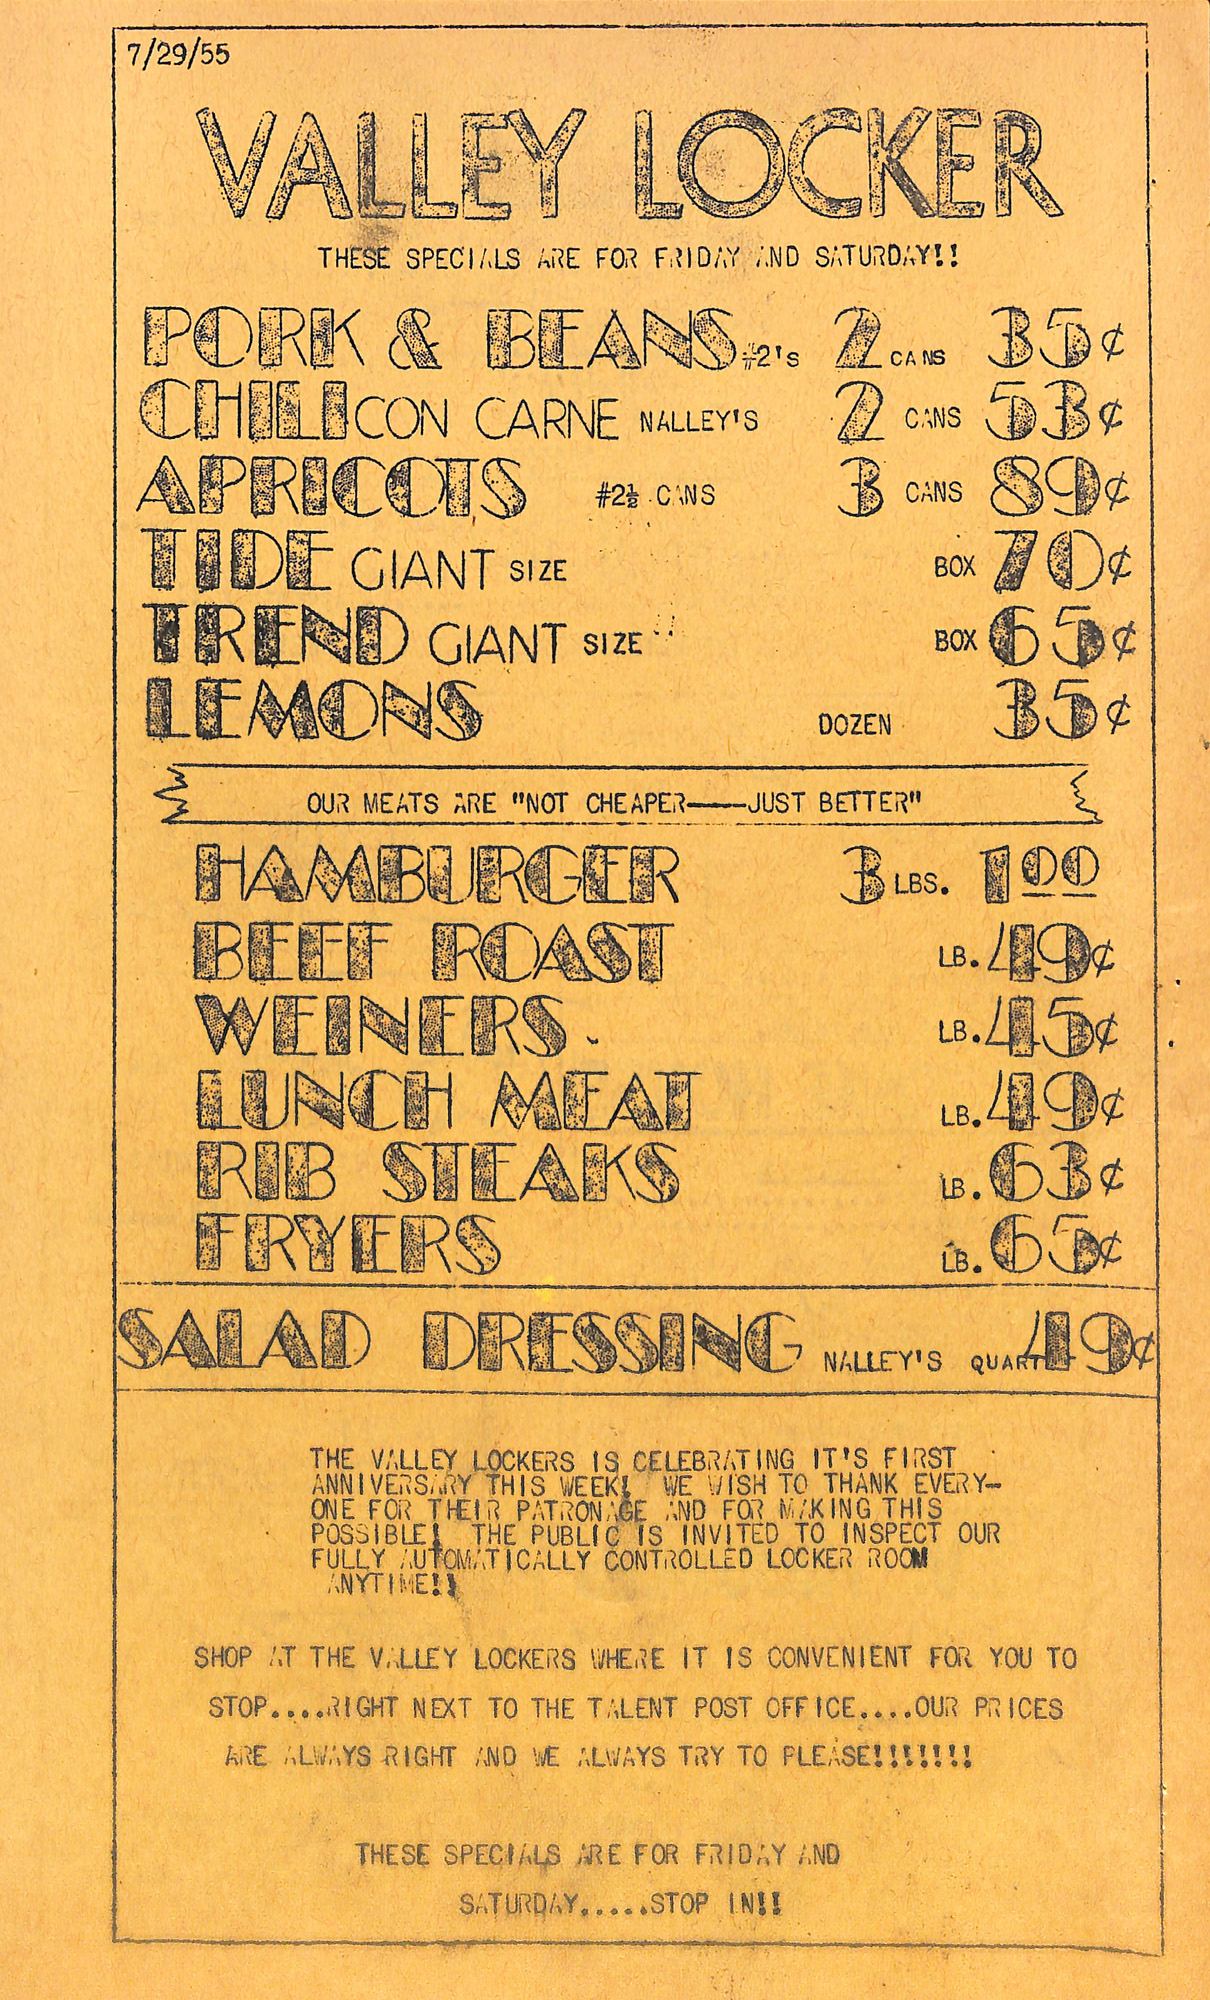 7/29/55
VALLEY LOCKER
THESE SPECIALS ARE FOR FRIDAY AND SATURDAY!!
PORK & BEANS #2's 2 CANS 35¢
CHILI CON CARNE NALLEY'S 2 CANS 53¢
APRICOTS #2½ CANS 3 CANS 89¢
TIDE GIANT SIZE BOX 70¢
TREND GIANT SIZE BOX 65¢
LEMONS DOZEN 35¢
OUR MEATS ARE "NOT CHEAPER——JUST BETTER"
HAMBURGER 3 LBS. 1 00
BEEF ROAST LB. 49¢
WEINERS LB. 45¢
LUNCH MEAT LB. 49¢
RIB STEAKS LB. 63¢
FRYERS LB. 65¢
SALAD DRESSING NALLEY'S QUART 49¢
THE VALLEY LOCKERS IS CELEBRATING IT'S FIRST
ANNIVERSARY THIS WEEK! WE WISH TO THANK EVERY-
ONE FOR THEIR PATRONAGE AND FOR MAKING THIS
POSSIBLE! THE PUBLIC IS INVITED TO INSPECT OUR
FULLY AUTOMATICALLY CONTROLLED LOCKER ROOM
ANYTIME!!
SHOP AT THE VALLEY LOCKERS WHERE IT IS CONVENIENT FOR YOU TO
STOP....RIGHT NEXT TO THE TALENT POST OFFICE....OUR PRICES
ARE ALWAYS RIGHT AND WE ALWAYS TRY TO PLEASE!!!!!!!
THESE SPECIALS ARE FOR FRIDAY AND
SATURDAY.....STOP IN!!